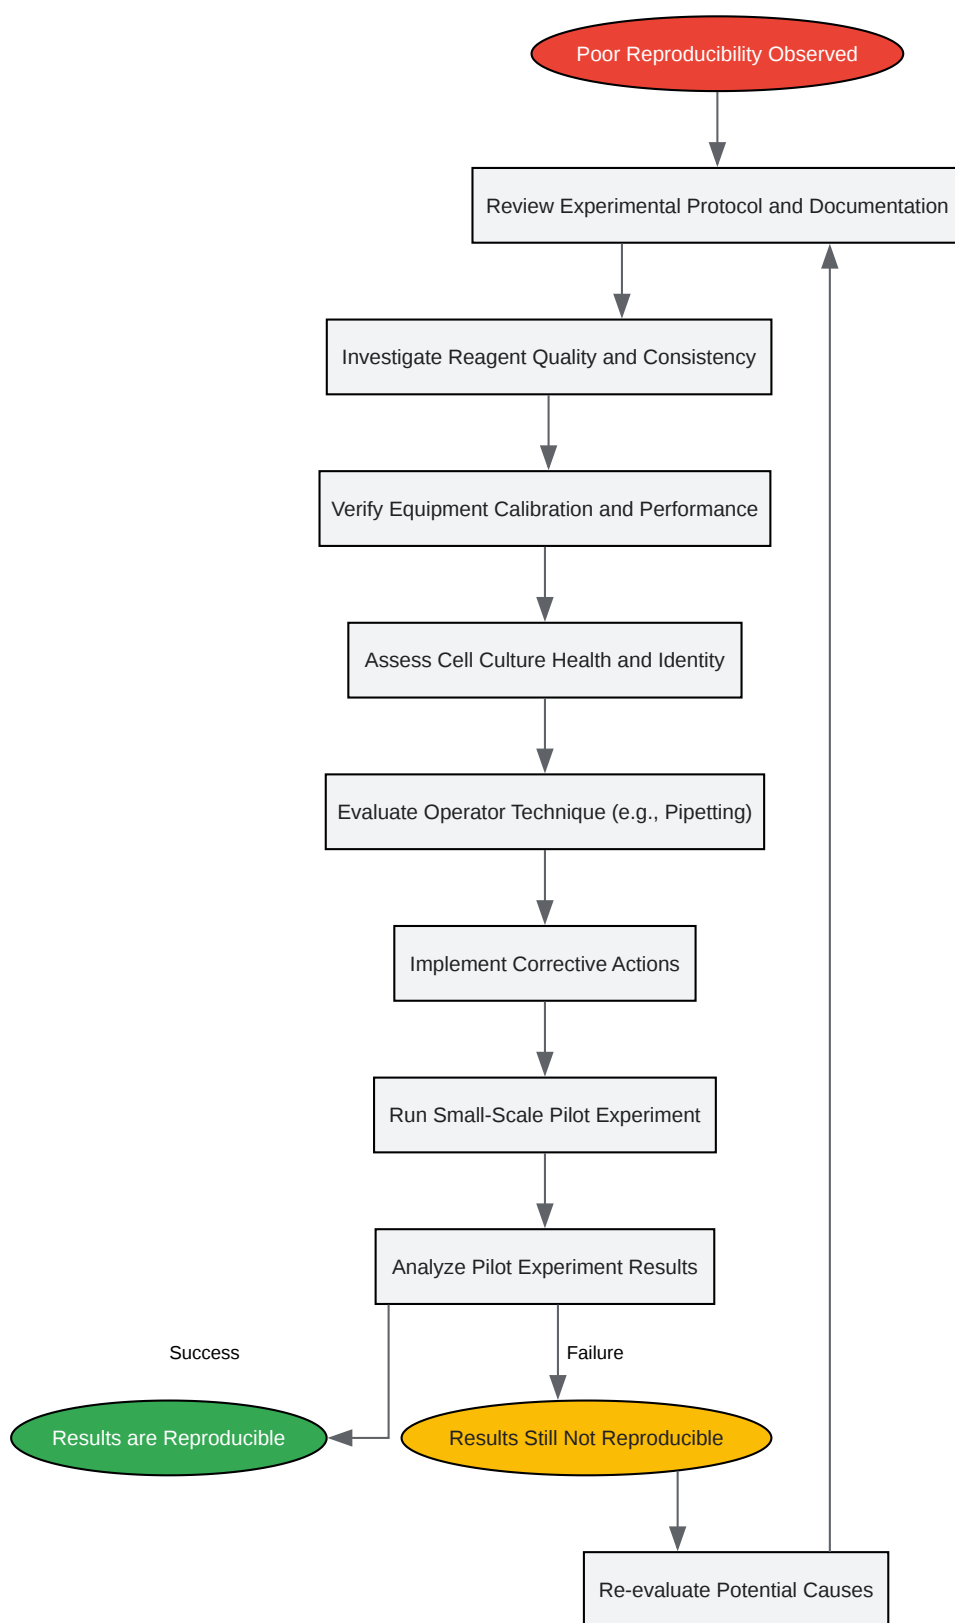 Poor Reproducibility Observed
Review Experimental Protocol and Documentation
Investigate Reagent Quality and Consistency
Verify Equipment Calibration and Performance
Assess Cell Culture Health and Identity
Evaluate Operator Technique (e.g., Pipetting)
Implement Corrective Actions
Run Small-Scale Pilot Experiment
Analyze Pilot Experiment Results
Success
Failure
Results are Reproducible
Results Still Not Reproducible
Re-evaluate Potential Causes